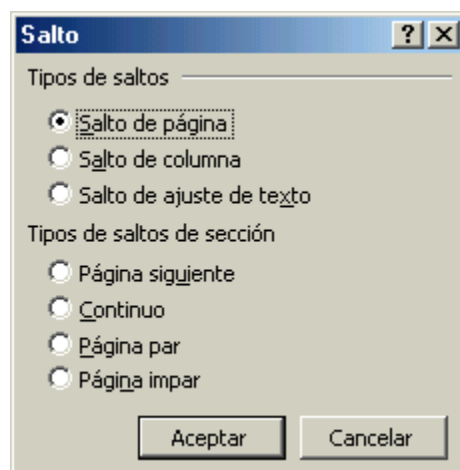 Salto
Tipos de saltos
Salto de página
Salto de columna
Salto de ajuste de texto
Tipos de saltos de sección
Página siguiente
Continuo
Página par
Página impar
Aceptar Cancelar